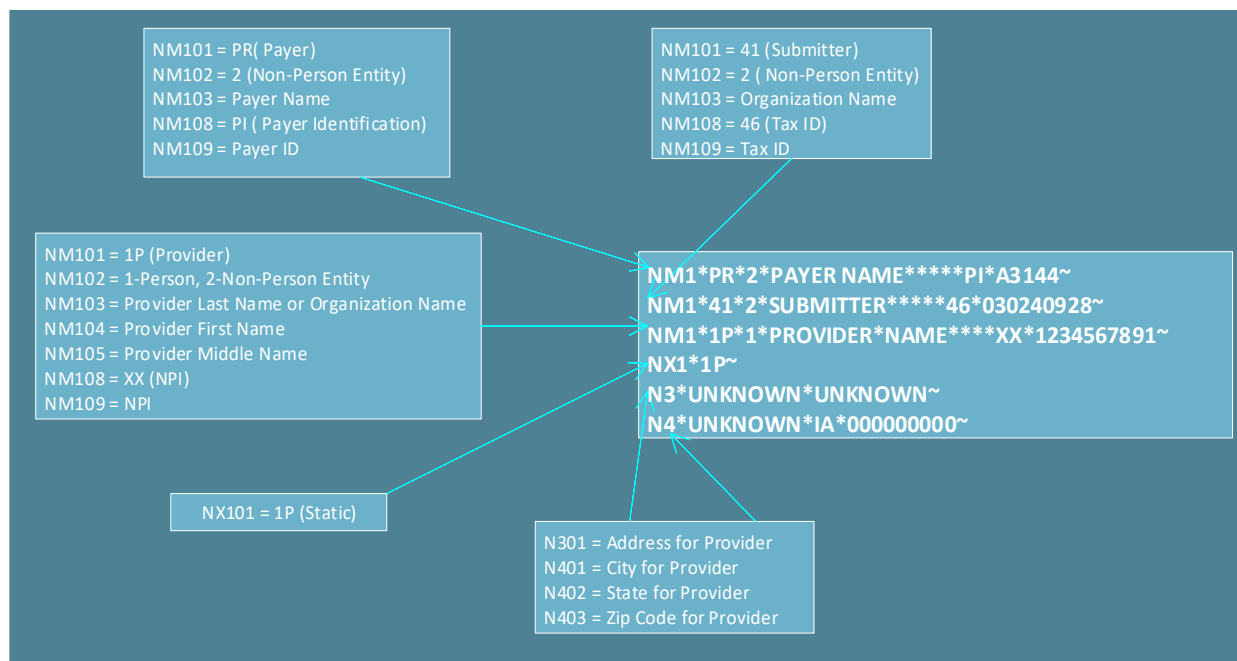 NM101 = PR( Payer)
NM102 = 2 (Non-Person Entity)
NM103 = Payer Name
NM108 = PI ( Payer Identification)
NM109 = Payer ID
NM101 = 41 (Submitter)
NM102 = 2 ( Non-Person Entity)
NM103 = Organization Name
NM108 = 46 (Tax ID)
NM109 = Tax ID
NM101 = 1P (Provider)
NM102 = 1-Person, 2-Non-Person Entity
NM103 = Provider Last Name or Organization Name
NM104 = Provider First Name
NM105 = Provider Middle Name
NM108 = XX (NPI)
NM109 = NPI
NM1*PR*2*PAYER NAME*****PI*A3144~
NM1*41*2*SUBMITTER*****46*030240928~
NM1*1P*1*PROVIDER*NAME****XX*1234567891~
NX1*1P~
N3*UNKNOWN*UNKNOWN~
N4*UNKNOWN*IA*000000000~
NX101 = 1P (Static)
N301 = Address for Provider
N401 = City for Provider
N402 = State for Provider
N403 = Zip Code for Provider